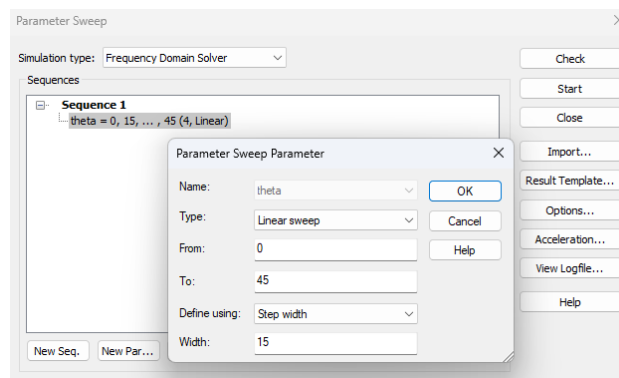 Parameter Sweep
Simulation type: Frequency Domain Solver
Check
Sequences
Start
Sequence 1
theta = 0, 15, ... , 45 (4, Linear)
Close
Parameter Sweep Parameter
Import...
Name: theta
OK
Result Template...
Type: Linear sweep
Cancel
Options...
From: 0
Help
Acceleration...
To: 45
View Logfile...
Define using: Step width
Help
Width: 15
New Seq. New Par...